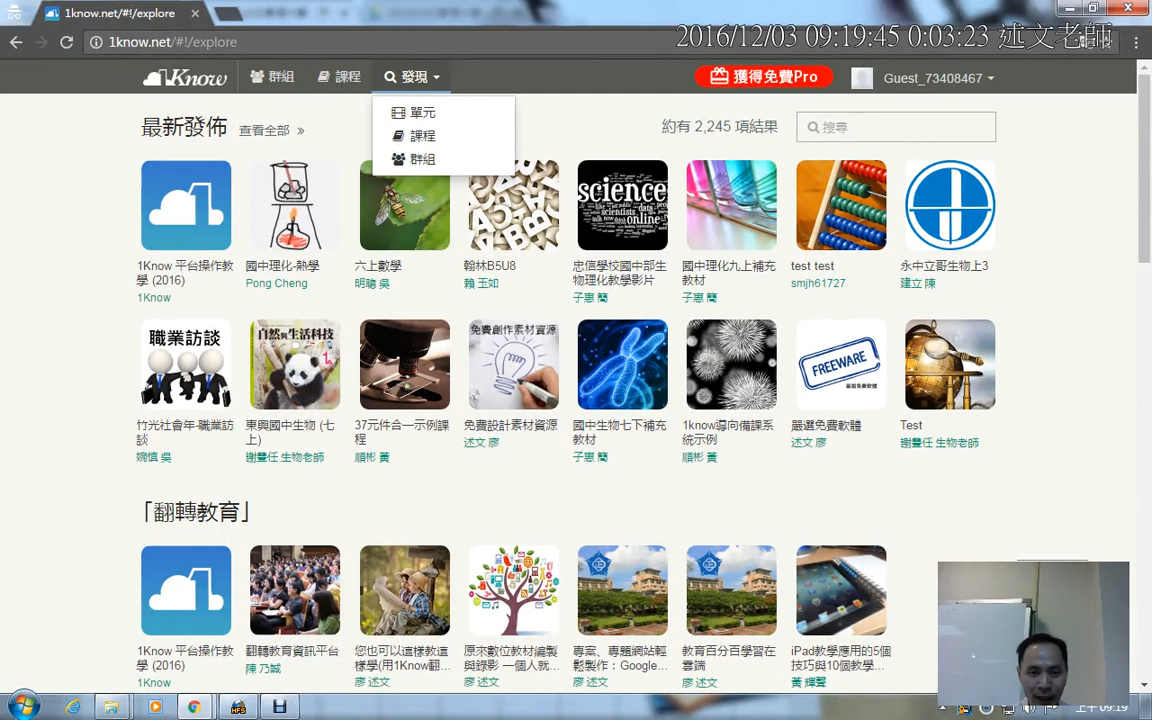 1know.net/#!/explore
2016/12/03 09:19:45 0:03:23 述文老師
1know.net/#!/explore
1Know 群組 課程 發現 獲得免費Pro Guest_73408467
單元
課程
群組
最新發佈 查看全部 » 約有 2,245 項結果 搜尋
1Know 平台操作教學 (2016) 1Know
國中理化-熱學 Pong Cheng
六上數學 明聰 吳
翰林B5U8 賴 玉如
忠信學校國中部生物理化教學影片 子惠 簡
國中理化九上補充教材 子惠 簡
test test smjh61727
永中立哥生物上3 建立 陳
職業訪談
竹光社會年-職業訪談 婉慎 吳
自然與生活科技
東興國中生物 (七上) 謝豐任 生物老師
37元件合一示例課程 順彬 黃
免費創作素材資源
免費設計素材資源 述文 廖
國中生物七下補充教材 子惠 簡
1know導向備課系統示例 順彬 黃
FREEWARE
嚴選免費軟體
嚴選免費軟體 述文 廖
Test 謝豐任 生物老師
「翻轉教育」
1Know 平台操作教學 (2016) 1Know
翻轉教育資訊平台 陳 乃誠
您也可以這樣教這樣學(用1Know翻... 廖 述文
原來數位教材編製與錄影 一個人就... 廖 述文
專案、專題網站輕鬆製作：Google... 廖 述文
教育百分百學習在雲端 廖 述文
iPad教學應用的5個技巧與10個教學... 黃 輝聲
HFS
上午 09:19